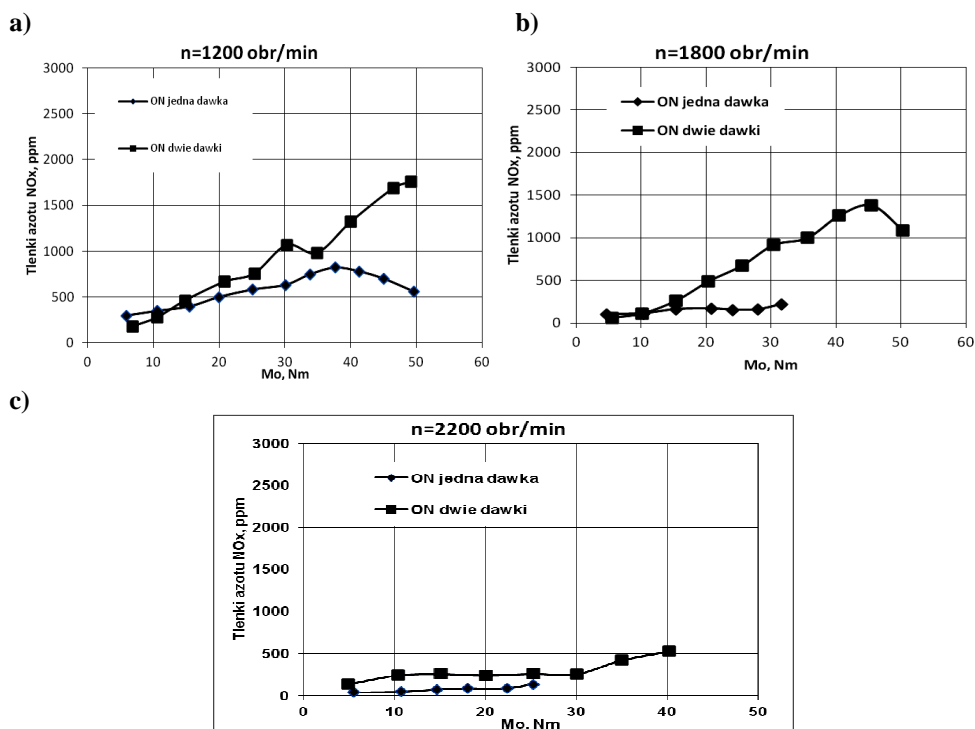 a)
n=1200 obr/min
3000
2500
2000
1500
1000
500
0
Tlenki azotu NOx, ppm
ON jedna dawka
ON dwie dawki
0 10 20 30 40 50 60
Mo, Nm
b)
n=1800 obr/min
3000
2500
2000
1500
1000
500
0
Tlenki azotu NOx, ppm
ON jedna dawka
ON dwie dawki
0 10 20 30 40 50 60
Mo, Nm
c)
n=2200 obr/min
3000
2500
2000
1500
1000
500
0
Tlenki azotu NOx, ppm
ON jedna dawka
ON dwie dawki
0 10 20 30 40 50
Mo, Nm